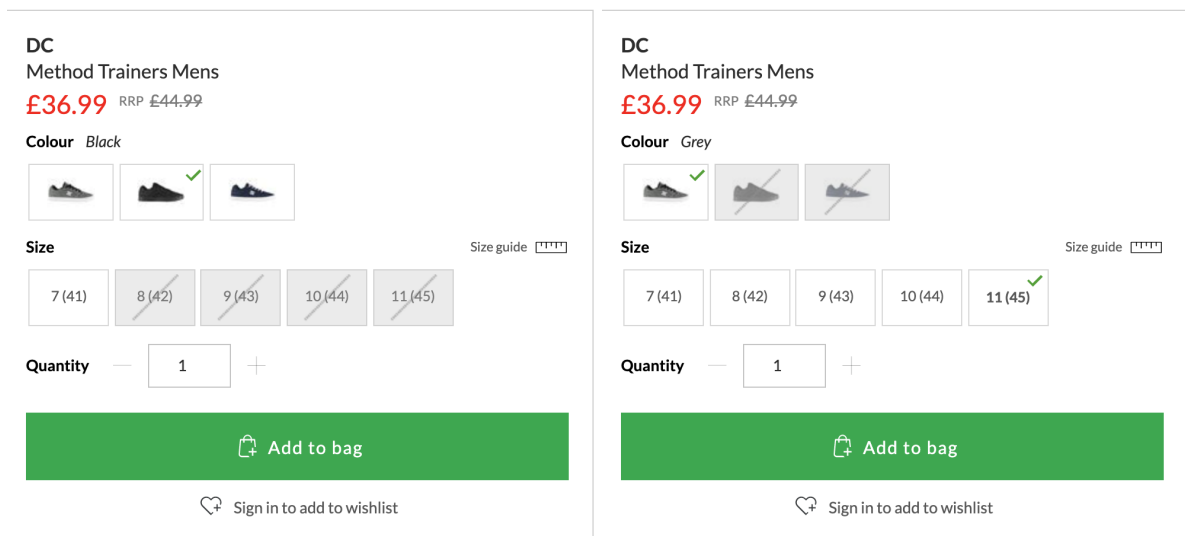 DC
Method Trainers Mens
£36.99 RRP £44.99
Colour Black
Size Size guide
7 (41) 8 (42) 9 (43) 10 (44) 11 (45)
Quantity 1
Add to bag
Sign in to add to wishlist
DC
Method Trainers Mens
£36.99 RRP £44.99
Colour Grey
Size Size guide
7 (41) 8 (42) 9 (43) 10 (44) 11 (45)
Quantity 1
Add to bag
Sign in to add to wishlist